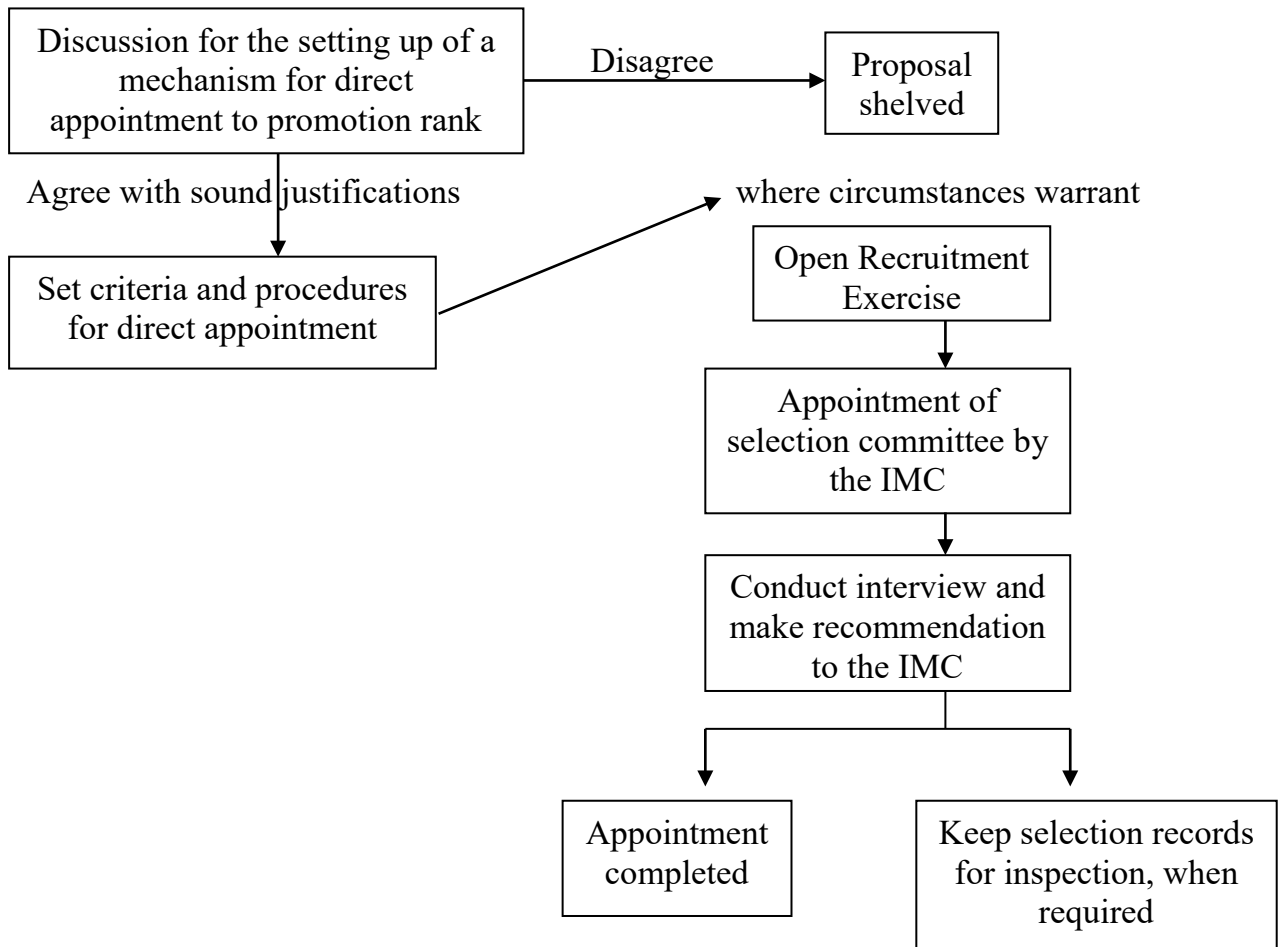 Discussion for the setting up of a
mechanism for direct
appointment to promotion rank
Disagree
Proposal
shelved
Agree with sound justifications
where circumstances warrant
Set criteria and procedures
for direct appointment
Open Recruitment
Exercise
Appointment of
selection committee by
the IMC
Conduct interview and
make recommendation
to the IMC
Appointment
completed
Keep selection records
for inspection, when
required